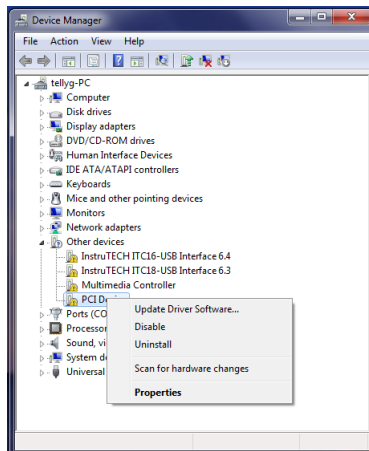 Device Manager
File Action View Help
tellyg-PC
Computer
Disk drives
Display adapters
DVD/CD-ROM drives
Human Interface Devices
IDE ATA/ATAPI controllers
Keyboards
Mice and other pointing devices
Monitors
Network adapters
Other devices
InstruTECH ITC16-USB Interface 6.4
InstruTECH ITC18-USB Interface 6.3
Multimedia Controller
PCI De
Ports (CO
Processor
Sound, vi
System de
Universal
Update Driver Software...
Disable
Uninstall
Scan for hardware changes
Properties